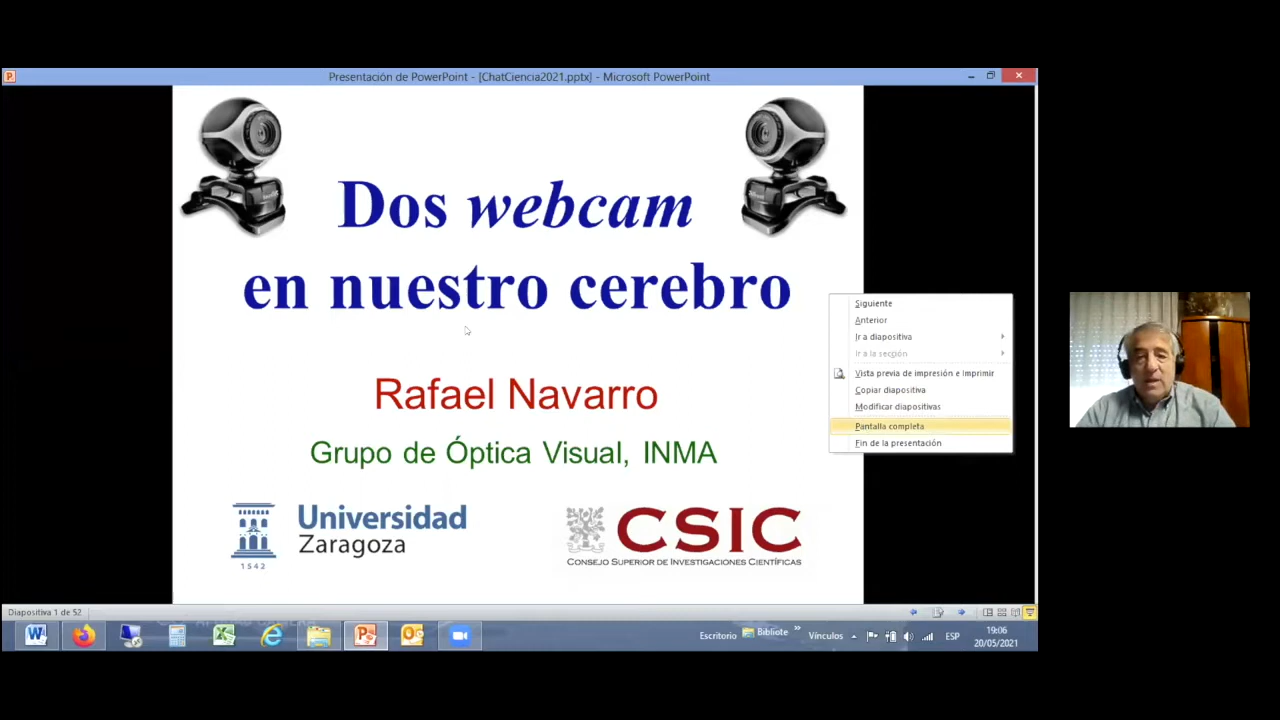 Presentación de PowerPoint - [ChatCiencia2021.pptx] - Microsoft PowerPoint
Dos webcam
en nuestro cerebro
Rafael Navarro
Grupo de Óptica Visual, INMA
Universidad
Zaragoza
1542
CSIC
CONSEJO SUPERIOR DE INVESTIGACIONES CIENTÍFICAS
Siguiente
Anterior
Ir a diapositiva
Ir a la sección
Vista previa de impresión e Imprimir
Copiar diapositiva
Modificar diapositivas
Pantalla completa
Fin de la presentación
Diapositiva 1 de 52
Escritorio
Bibliote
Vínculos
ESP
19:06
20/05/2021